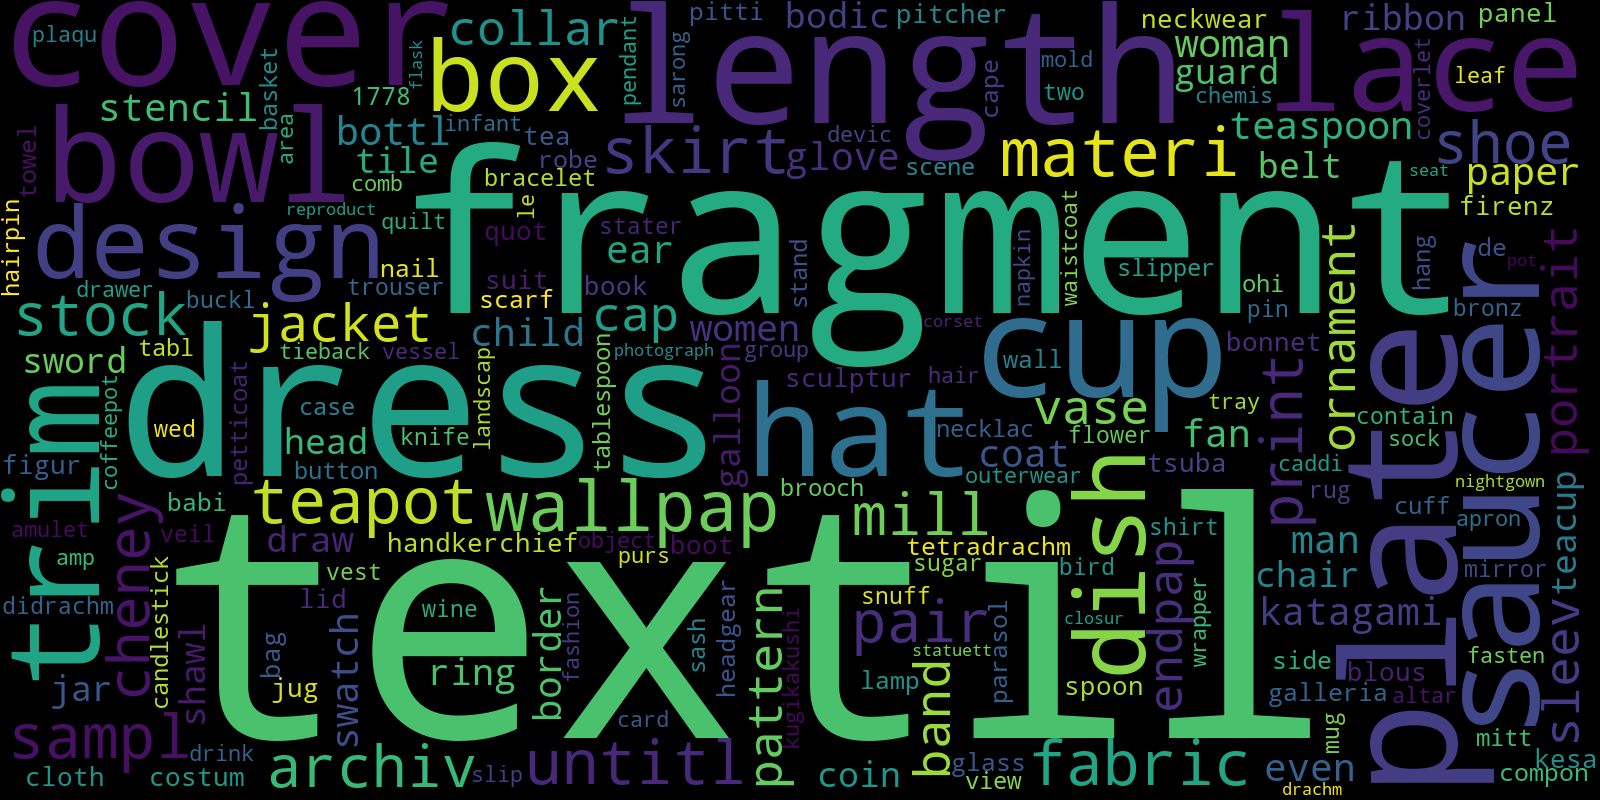 cover
plaqu
basket
flask
collar
pitti
bodic
pitcher
neckwear
ribbon
panel
box
length
lace
pendant
sarong
cape
mold
two
woman
guard
chemis
coverlet
leaf
stencil
1778
area
bowl
towel
bottl
infant
tea
tile
robe
devic
skirt
glove
scene
materi
teaspoon
belt
shoe
seat
paper
firenz
comb
bracelet
le
reproduct
quilt
fragment
hairpin
design
quot
stater
ear
nail
suit
scarf
book
stand
napkin
waistcoat
slipper
ohi
pin
ornament
hang
de
pot
portrait
bronz
drawer
buckl
trouser
stock
jacket
child
cap
women
corset
cup
wall
bonnet
sword
tabl
tieback
vessel
photograph
group
galloon
sculptur
hair
print
plate
saucer
trim
coffeepot
dress
petticoat
case
landscap
tablespoon
hat
vase
tray
contain
sock
wed
head
knife
button
necklac
coat
flower
fan
figur
outerwear
dish
tsuba
caddi
rug
nightgown
babi
teapot
wallpap
brooch
mill
cuff
apron
teacup
amulet
cheney
veil
draw
handkerchief
object
boot
tetradrachm
shirt
man
mirror
amp
vest
purs
sugar
bird
chair
candlestick
textil
didrachm
lid
wine
fashion
sash
headgear
pattern
kugikakushi
snuff
pair
parasol
closur
endpap
wrapper
katagami
sleev
shawl
bag
swatch
border
statuett
side
fasten
jar
jug
ring
lamp
band
spoon
blous
galleria
altar
sampl
card
mug
mitt
drink
archiv
slip
untitl
glass
fabric
even
kesa
cloth
costum
coin
view
drachm
compon